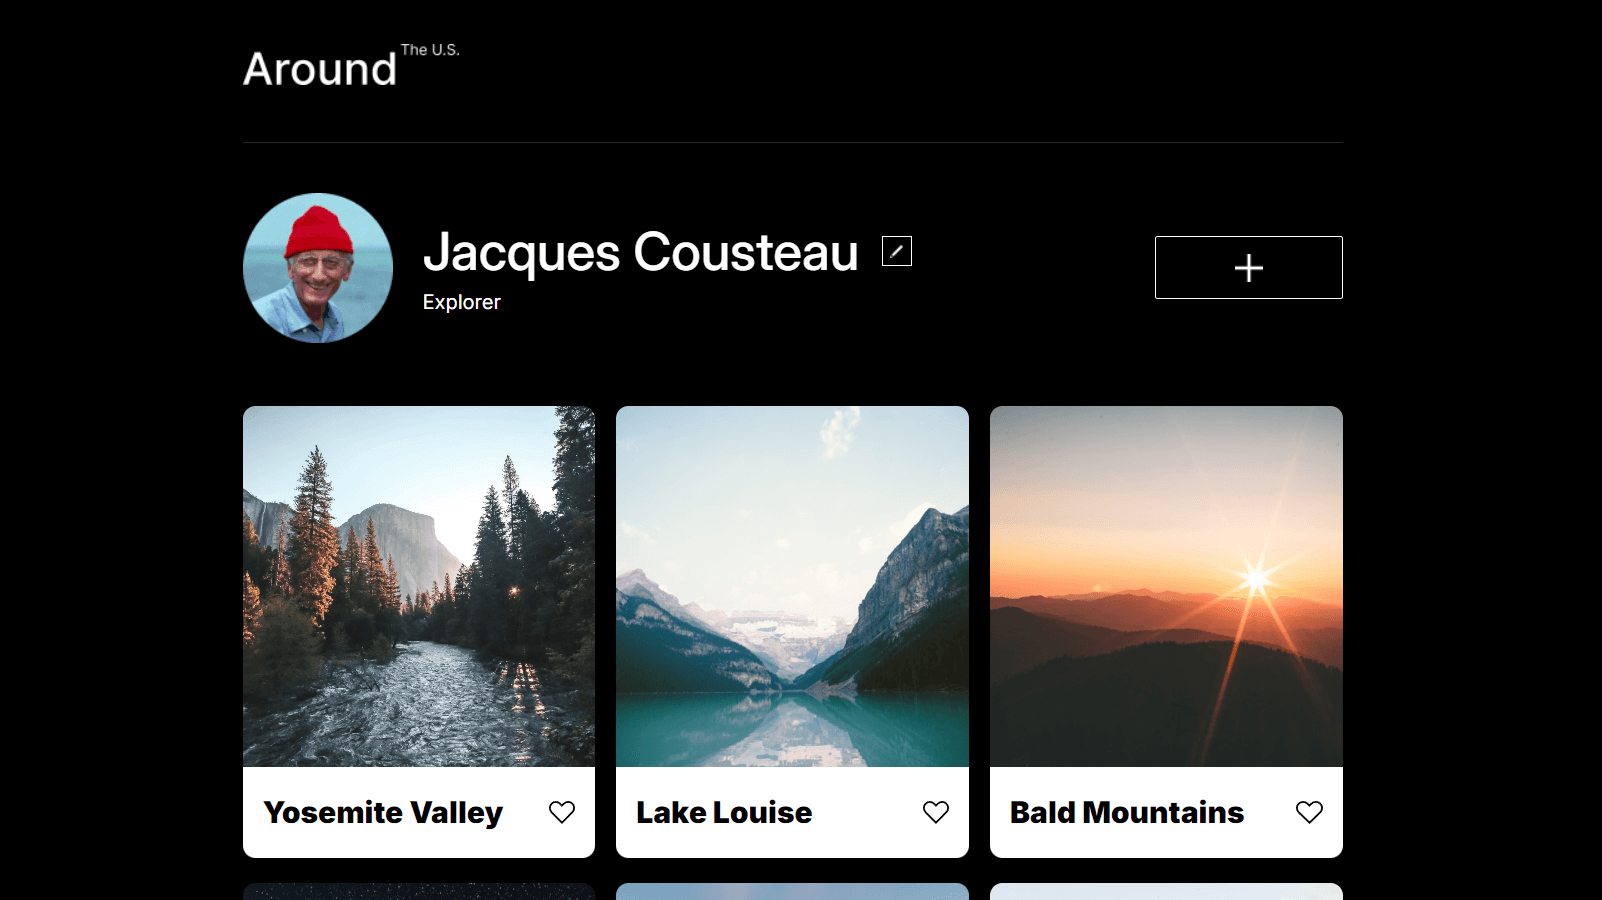 Around The U.S.
Jacques Cousteau
Explorer
Yosemite Valley
Lake Louise
Bald Mountains